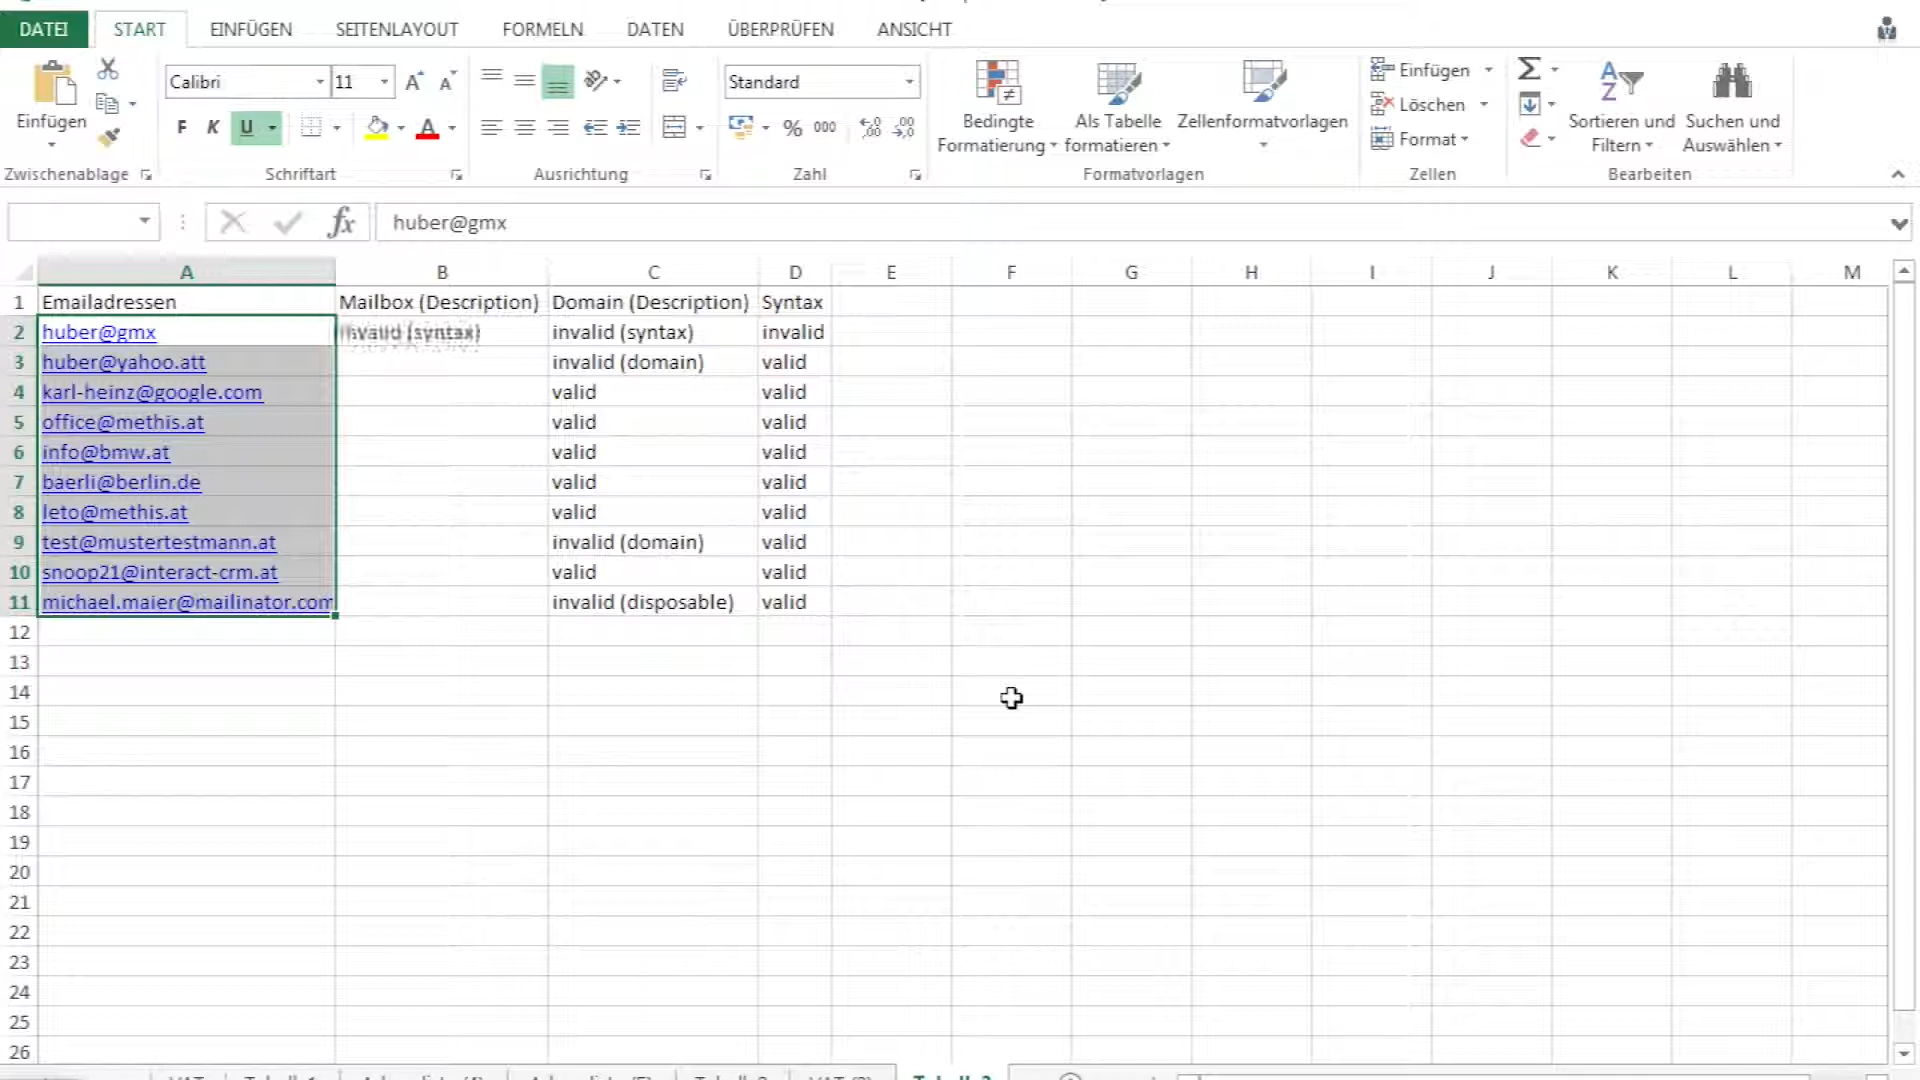 DATEI START EINFÜGEN SEITENLAYOUT FORMELN DATEN ÜBERPRÜFEN ANSICHT
Calibri 11 Standard
Einfügen
F K U
% 000
Bedingte Formatierung
Als Tabelle formatieren
Zellenformatvorlagen
Einfügen
Löschen
Format
Sortieren und Filtern
Suchen und Auswählen
Zwischenablage Schriftart Ausrichtung Zahl Formatvorlagen Zellen Bearbeiten
fx huber@gmx
A B C D E F G H I J K L M
1 Emailadressen Mailbox (Description) Domain (Description) Syntax
2 huber@gmx invalid (syntax) invalid (syntax) invalid
3 huber@yahoo.att invalid (domain) valid
4 karl-heinz@google.com valid valid
5 office@methis.at valid valid
6 info@bmw.at valid valid
7 baerli@berlin.de valid valid
8 leto@methis.at valid valid
9 test@mustertestmann.at invalid (domain) valid
10 snoop21@interact-crm.at valid valid
11 michael.maier@mailinator.com invalid (disposable) valid
12
13
14
15
16
17
18
19
20
21
22
23
24
25
26